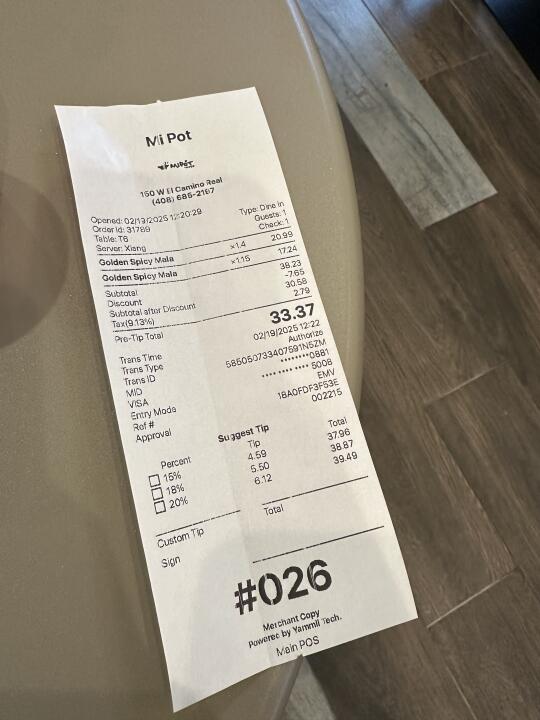 Mi Pot
MiPOT
160 W El Camino Real
(408) 685-2167
Opened: 02/19/2025 12:20:29
Type: Dine In
Order Id: 31789
Guests: 1
Table: T6
Check: 1
Server: Xiang
Golden Spicy Mala x1.4 20.99
Golden Spicy Mala x1.15 17.24
Subtotal 38.23
Discount -7.65
Subtotal after Discount 30.58
Tax(9.13%) 2.79
Pre-Tip Total 33.37
Trans Time 02/19/2025 12:22
Trans Type Authorize
Trans ID 585050733407591N5ZM
MID ********0881
VISA **** **** **** 5008
Entry Mode EMV
Ref # 1BA0FDF3F53E
Approval 002215
Suggest Tip
Percent Tip Total
15% 4.59 37.96
18% 5.50 38.87
20% 6.12 39.49
Custom Tip Total
Sign
#026
Merchant Copy
Powered by Yammii Tech.
Main POS